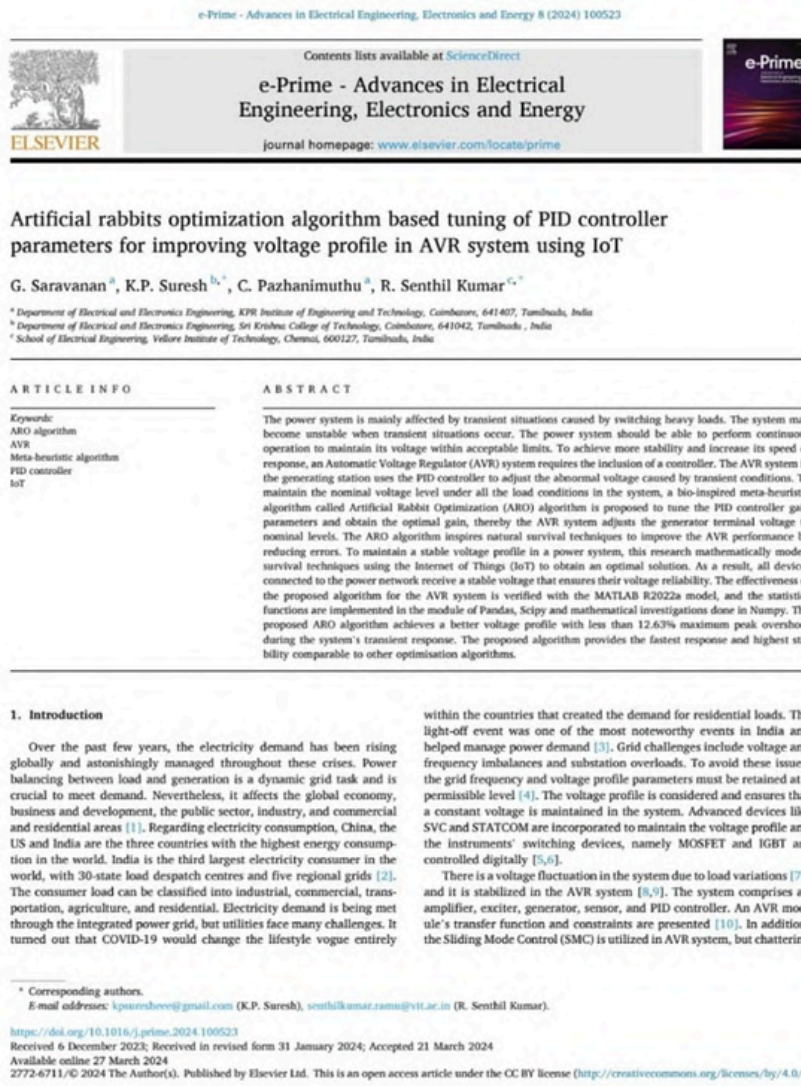 e-Prime - Advances in Electrical Engineering, Electronics and Energy 8 (2024) 100523
Contents lists available at ScienceDirect
e-Prime - Advances in Electrical
Engineering, Electronics and Energy
journal homepage: www.elsevier.com/locate/prime
ELSEVIER
e-Prime
Artificial rabbits optimization algorithm based tuning of PID controller
parameters for improving voltage profile in AVR system using IoT
G. Saravanan a, K.P. Suresh b,*, C. Pazhanimuthu a, R. Senthil Kumar c,*
a Department of Electrical and Electronics Engineering, KPR Institute of Engineering and Technology, Coimbatore, 641407, Tamilnadu, India
b Department of Electrical and Electronics Engineering, Sri Krishna College of Technology, Coimbatore, 641042, Tamilnadu , India
c School of Electrical Engineering, Vellore Institute of Technology, Chennai, 600127, Tamilnadu, India
ARTICLE INFO
Keywords:
ARO algorithm
AVR
Meta-heuristic algorithm
PID controller
IoT
ABSTRACT
The power system is mainly affected by transient situations caused by switching heavy loads. The system ma
become unstable when transient situations occur. The power system should be able to perform continuou
operation to maintain its voltage within acceptable limits. To achieve more stability and increase its speed
response, an Automatic Voltage Regulator (AVR) system requires the inclusion of a controller. The AVR system
the generating station uses the PID controller to adjust the abnormal voltage caused by transient conditions. T
maintain the nominal voltage level under all the load conditions in the system, a bio-inspired meta-heurist
algorithm called Artificial Rabbit Optimization (ARO) algorithm is proposed to tune the PID controller gai
parameters and obtain the optimal gain, thereby the AVR system adjusts the generator terminal voltage
nominal levels. The ARO algorithm inspires natural survival techniques to improve the AVR performance b
reducing errors. To maintain a stable voltage profile in a power system, this research mathematically mode
survival techniques using the Internet of Things (IoT) to obtain an optimal solution. As a result, all device
connected to the power network receive a stable voltage that ensures their voltage reliability. The effectiveness
the proposed algorithm for the AVR system is verified with the MATLAB R2022a model, and the statistic
functions are implemented in the module of Pandas, Scipy and mathematical investigations done in Numpy. Th
proposed ARO algorithm achieves a better voltage profile with less than 12.63% maximum peak overshoo
during the system's transient response. The proposed algorithm provides the fastest response and highest sta
bility comparable to other optimisation algorithms.
1. Introduction
Over the past few years, the electricity demand has been rising
globally and astonishingly managed throughout these crises. Power
balancing between load and generation is a dynamic grid task and is
crucial to meet demand. Nevertheless, it affects the global economy,
business and development, the public sector, industry, and commercial
and residential areas [1]. Regarding electricity consumption, China, the
US and India are the three countries with the highest energy consump-
tion in the world. India is the third largest electricity consumer in the
world, with 30-state load despatch centres and five regional grids [2].
The consumer load can be classified into industrial, commercial, trans-
portation, agriculture, and residential. Electricity demand is being met
through the integrated power grid, but utilities face many challenges. It
turned out that COVID-19 would change the lifestyle vogue entirely
within the countries that created the demand for residential loads. Th
light-off event was one of the most noteworthy events in India an
helped manage power demand [3]. Grid challenges include voltage an
frequency imbalances and substation overloads. To avoid these issue
the grid frequency and voltage profile parameters must be retained at
permissible level [4]. The voltage profile is considered and ensures tha
a constant voltage is maintained in the system. Advanced devices lik
SVC and STATCOM are incorporated to maintain the voltage profile an
the instruments' switching devices, namely MOSFET and IGBT ar
controlled digitally [5,6].
There is a voltage fluctuation in the system due to load variations [7
and it is stabilized in the AVR system [8,9]. The system comprises a
amplifier, exciter, generator, sensor, and PID controller. An AVR mod
ule's transfer function and constraints are presented [10]. In addition
the Sliding Mode Control (SMC) is utilized in AVR system, but chatterin
* Corresponding authors.
E-mail addresses: kpsuresheee@gmail.com (K.P. Suresh), senthilkumar.ramu@vit.ac.in (R. Senthil Kumar).
https://doi.org/10.1016/j.prime.2024.100523
Received 6 December 2023; Received in revised form 31 January 2024; Accepted 21 March 2024
Available online 27 March 2024
2772-6711/© 2024 The Author(s). Published by Elsevier Ltd. This is an open access article under the CC BY license (http://creativecommons.org/licenses/by/4.0/